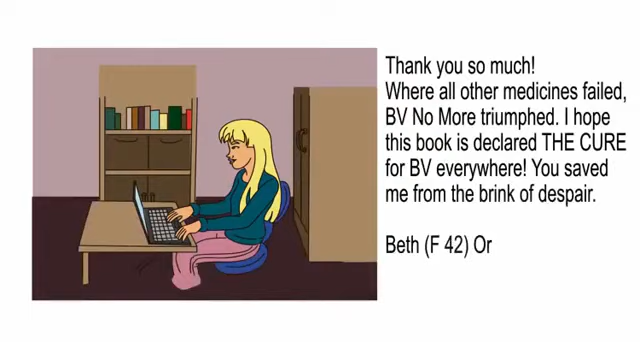 Thank you so much!
Where all other medicines failed,
BV No More triumphed. I hope
this book is declared THE CURE
for BV everywhere! You saved
me from the brink of despair.
Beth (F 42) Or